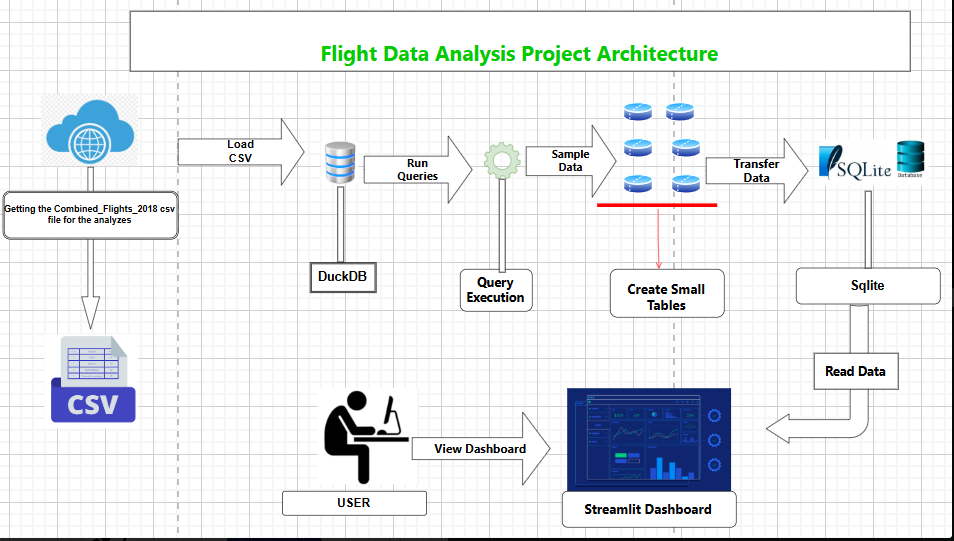 Flight Data Analysis Project Architecture
Load
CSV
Run
Queries
Sample
Data
Transfer
Data
SQLite
Database
Getting the Combined_Flights_2018 csv
file for the analyzes
DuckDB
Query
Execution
Create Small
Tables
Sqlite
CSV
Read Data
View Dashboard
USER
Streamlit Dashboard